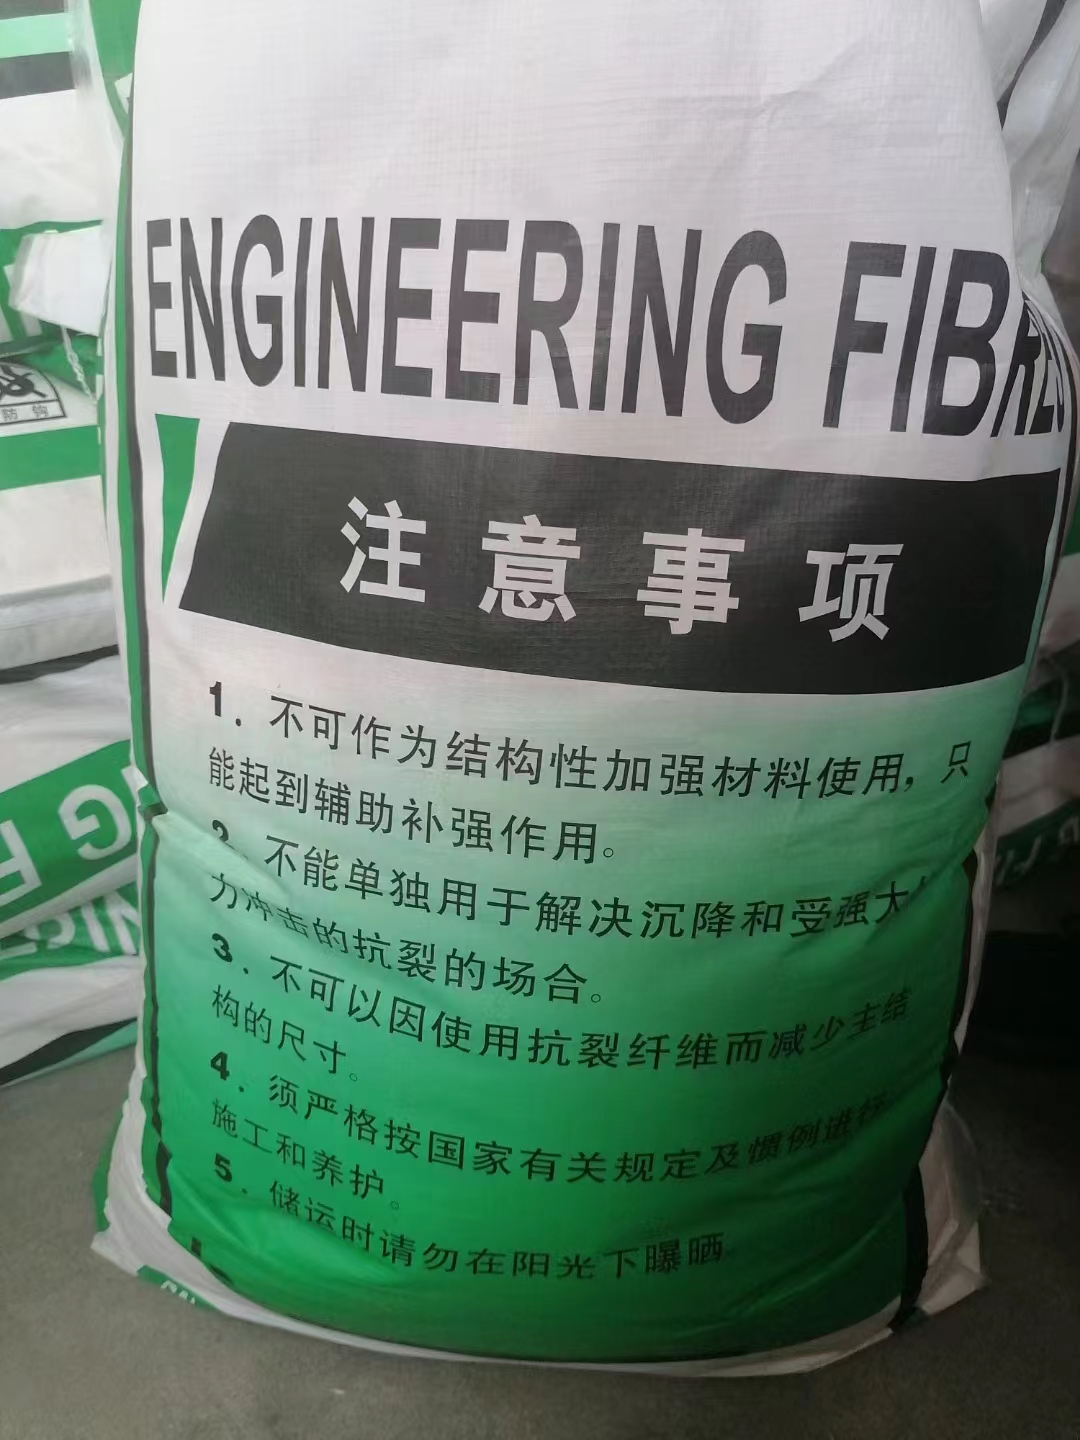 ENGINEERING FIBRES
注意事项
1.不可作为结构性加强材料使用，只
能起到辅助补强作用。
2.不能单独用于解决沉降和受强大
力冲击的抗裂的场合。
3.不可以因使用抗裂纤维而减少主结
构的尺寸。
4.须严格按国家有关规定及惯例进行
施工和养护。
5.储运时请勿在阳光下曝晒
防钩
NG
F